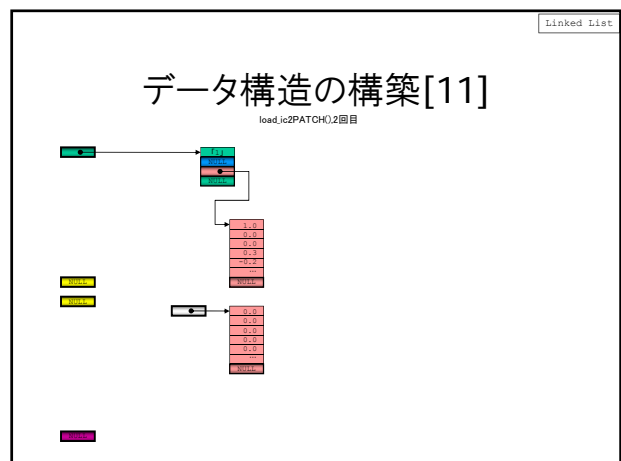 Linked List
データ構造の構築[11]
load_ic2PATCH(),2回目
「1」
NULL
NULL
1.0
0.0
0.0
0.3
-0.2
…
NULL
NULL
NULL
0.0
0.0
0.0
0.0
0.0
…
NULL
NULL